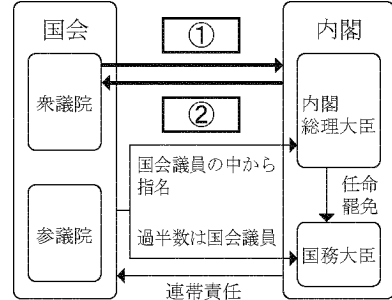 国会
内閣
①
衆議院
②
内閣
総理大臣
国会議員の中から
指名
任命
罷免
参議院
過半数は国会議員
国務大臣
連帯責任